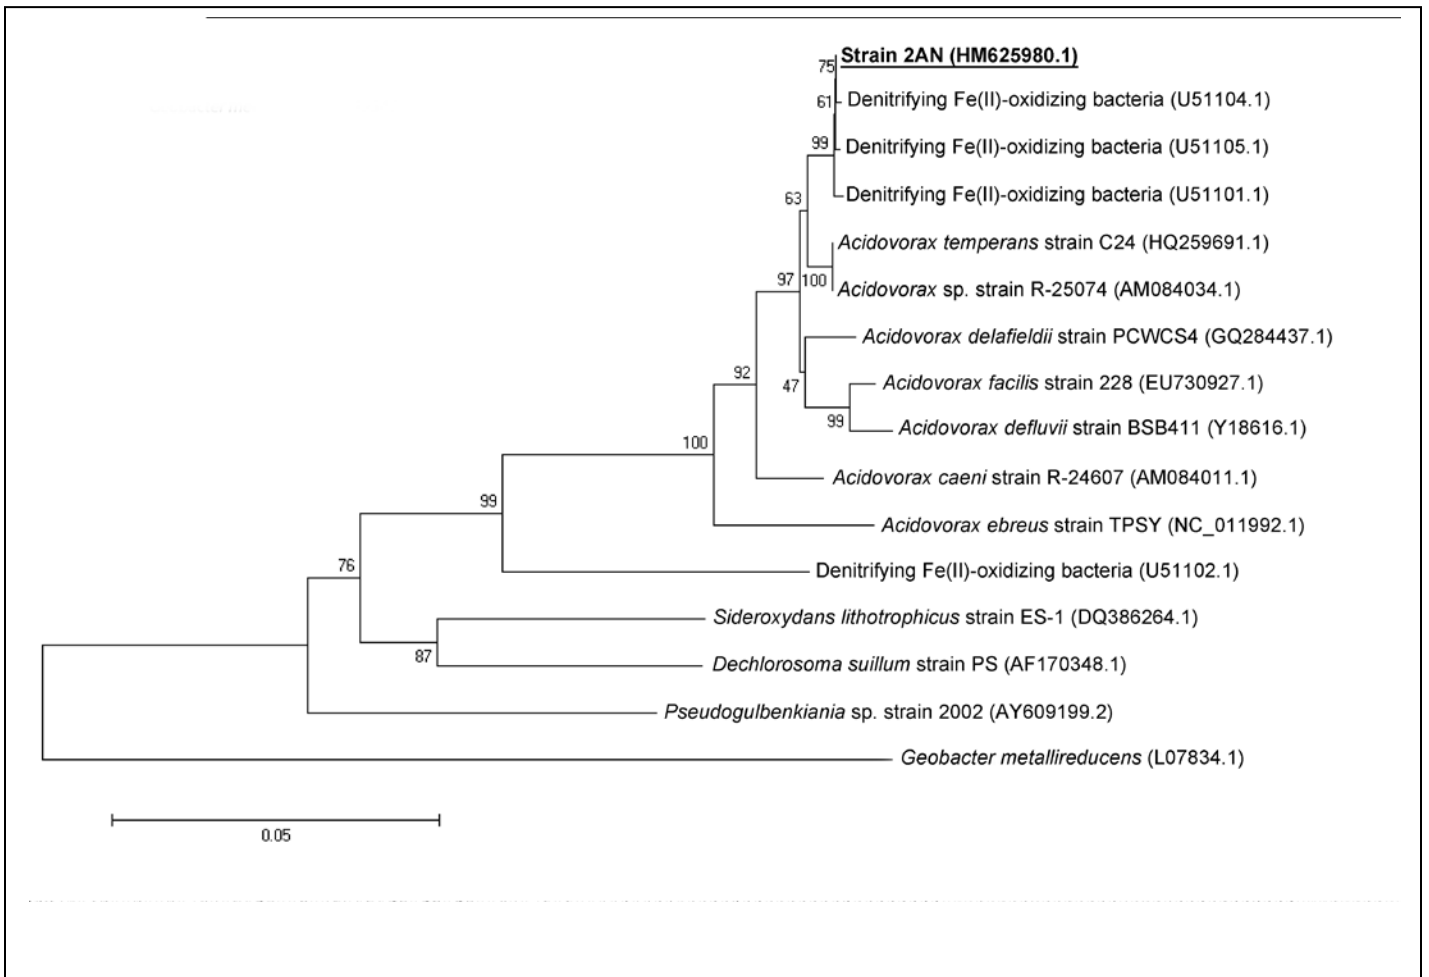 Strain 2AN (HM625980.1)
75
61
Denitrifying Fe(II)-oxidizing bacteria (U51104.1)
99
Denitrifying Fe(II)-oxidizing bacteria (U51105.1)
63
Denitrifying Fe(II)-oxidizing bacteria (U51101.1)
Acidovorax temperans strain C24 (HQ259691.1)
97
100
Acidovorax sp. strain R-25074 (AM084034.1)
Acidovorax delafieldii strain PCWCS4 (GQ284437.1)
92
47
Acidovorax facilis strain 228 (EU730927.1)
99
Acidovorax defluvii strain BSB411 (Y18616.1)
100
Acidovorax caeni strain R-24607 (AM084011.1)
99
Acidovorax ebreus strain TPSY (NC_011992.1)
76
Denitrifying Fe(II)-oxidizing bacteria (U51102.1)
Sideroxydans lithotrophicus strain ES-1 (DQ386264.1)
87
Dechlorosoma suillum strain PS (AF170348.1)
Pseudogulbenkiania sp. strain 2002 (AY609199.2)
Geobacter metallireducens (L07834.1)
0.05